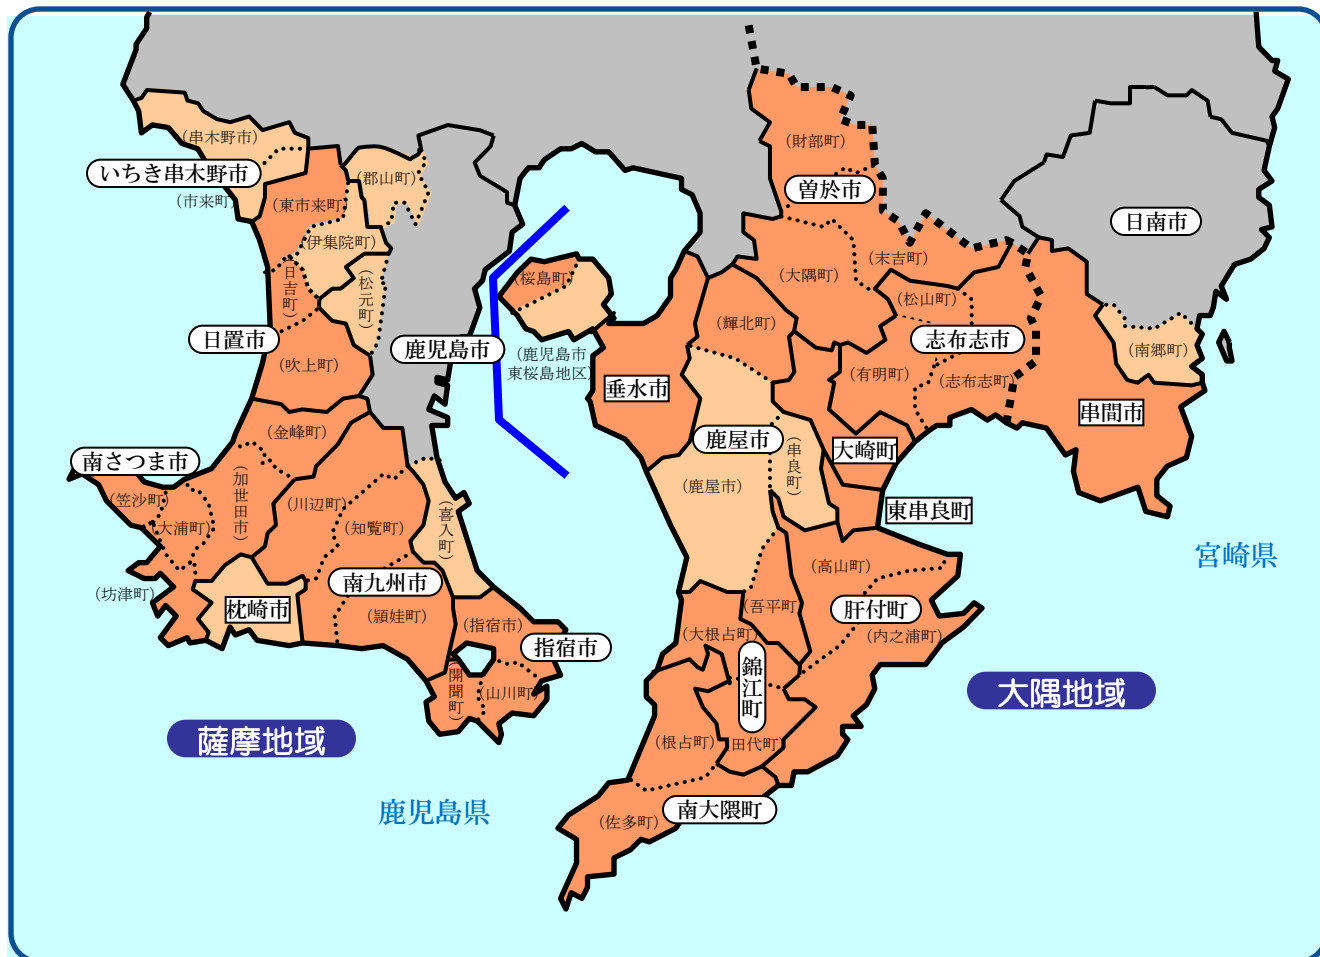 (串木野市)
いちき串木野市
(市来町)
(東市来町)
(郡山町)
(伊集院町)
(日吉町)
(松元町)
日置市
(吹上町)
鹿児島市
(桜島町)
(鹿児島市
東桜島地区)
(財部町)
曽於市
(末吉町)
(大隅町)
(松山町)
志布志市
(有明町)
(志布志町)
日南市
(南郷町)
串間市
(輝北町)
垂水市
鹿屋市
(鹿屋市)
(串良町)
大崎町
東串良町
宮崎県
(金峰町)
南さつま市
(加世田市)
(笠沙町)
(大浦町)
(川辺町)
(知覧町)
(喜入町)
(坊津町)
枕崎市
南九州市
(頴娃町)
(指宿市)
指宿市
(開聞町)
(山川町)
(高山町)
肝付町
(吾平町)
(内之浦町)
(大根占町)
錦江町
(根占町)
(田代町)
南大隈町
(佐多町)
大隅地域
薩摩地域
鹿児島県